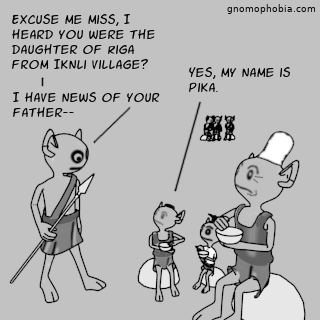 gnomophobia.com
Excuse me miss, I
heard you were the
daughter of Riga
from Iknli village?
I have news of your
father--
Yes, my name is
Pika.